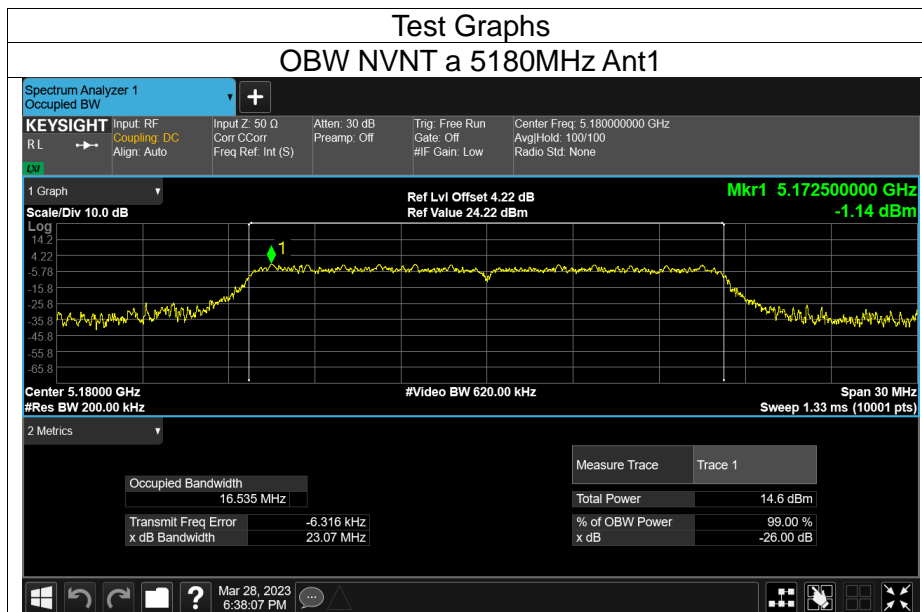 Test Graphs
OBW NVNT a 5180MHz Ant1
Spectrum Analyzer 1
Occupied BW
+
KEYSIGHT
RL
LXI
Input: RF
Coupling: DC
Align: Auto
Input Z: 50 Ω
Corr CCorr
Freq Ref: Int (S)
Atten: 30 dB
Preamp: Off
Trig: Free Run
Gate: Off
#IF Gain: Low
Center Freq: 5.180000000 GHz
Avg|Hold: 100/100
Radio Std: None
1 Graph
Scale/Div 10.0 dB
Ref Lvl Offset 4.22 dB
Ref Value 24.22 dBm
Mkr1 5.172500000 GHz
-1.14 dBm
Log
14.2
4.22
-5.78
-15.8
-25.8
-35.8
-45.8
-55.8
-65.8
1
Center 5.18000 GHz
#Res BW 200.00 kHz
#Video BW 620.00 kHz
Span 30 MHz
Sweep 1.33 ms (10001 pts)
2 Metrics
Measure Trace Trace 1
Occupied Bandwidth
16.535 MHz
Total Power 14.6 dBm
Transmit Freq Error -6.316 kHz
% of OBW Power 99.00 %
x dB Bandwidth 23.07 MHz
x dB -26.00 dB
?
Mar 28, 2023
6:38:07 PM